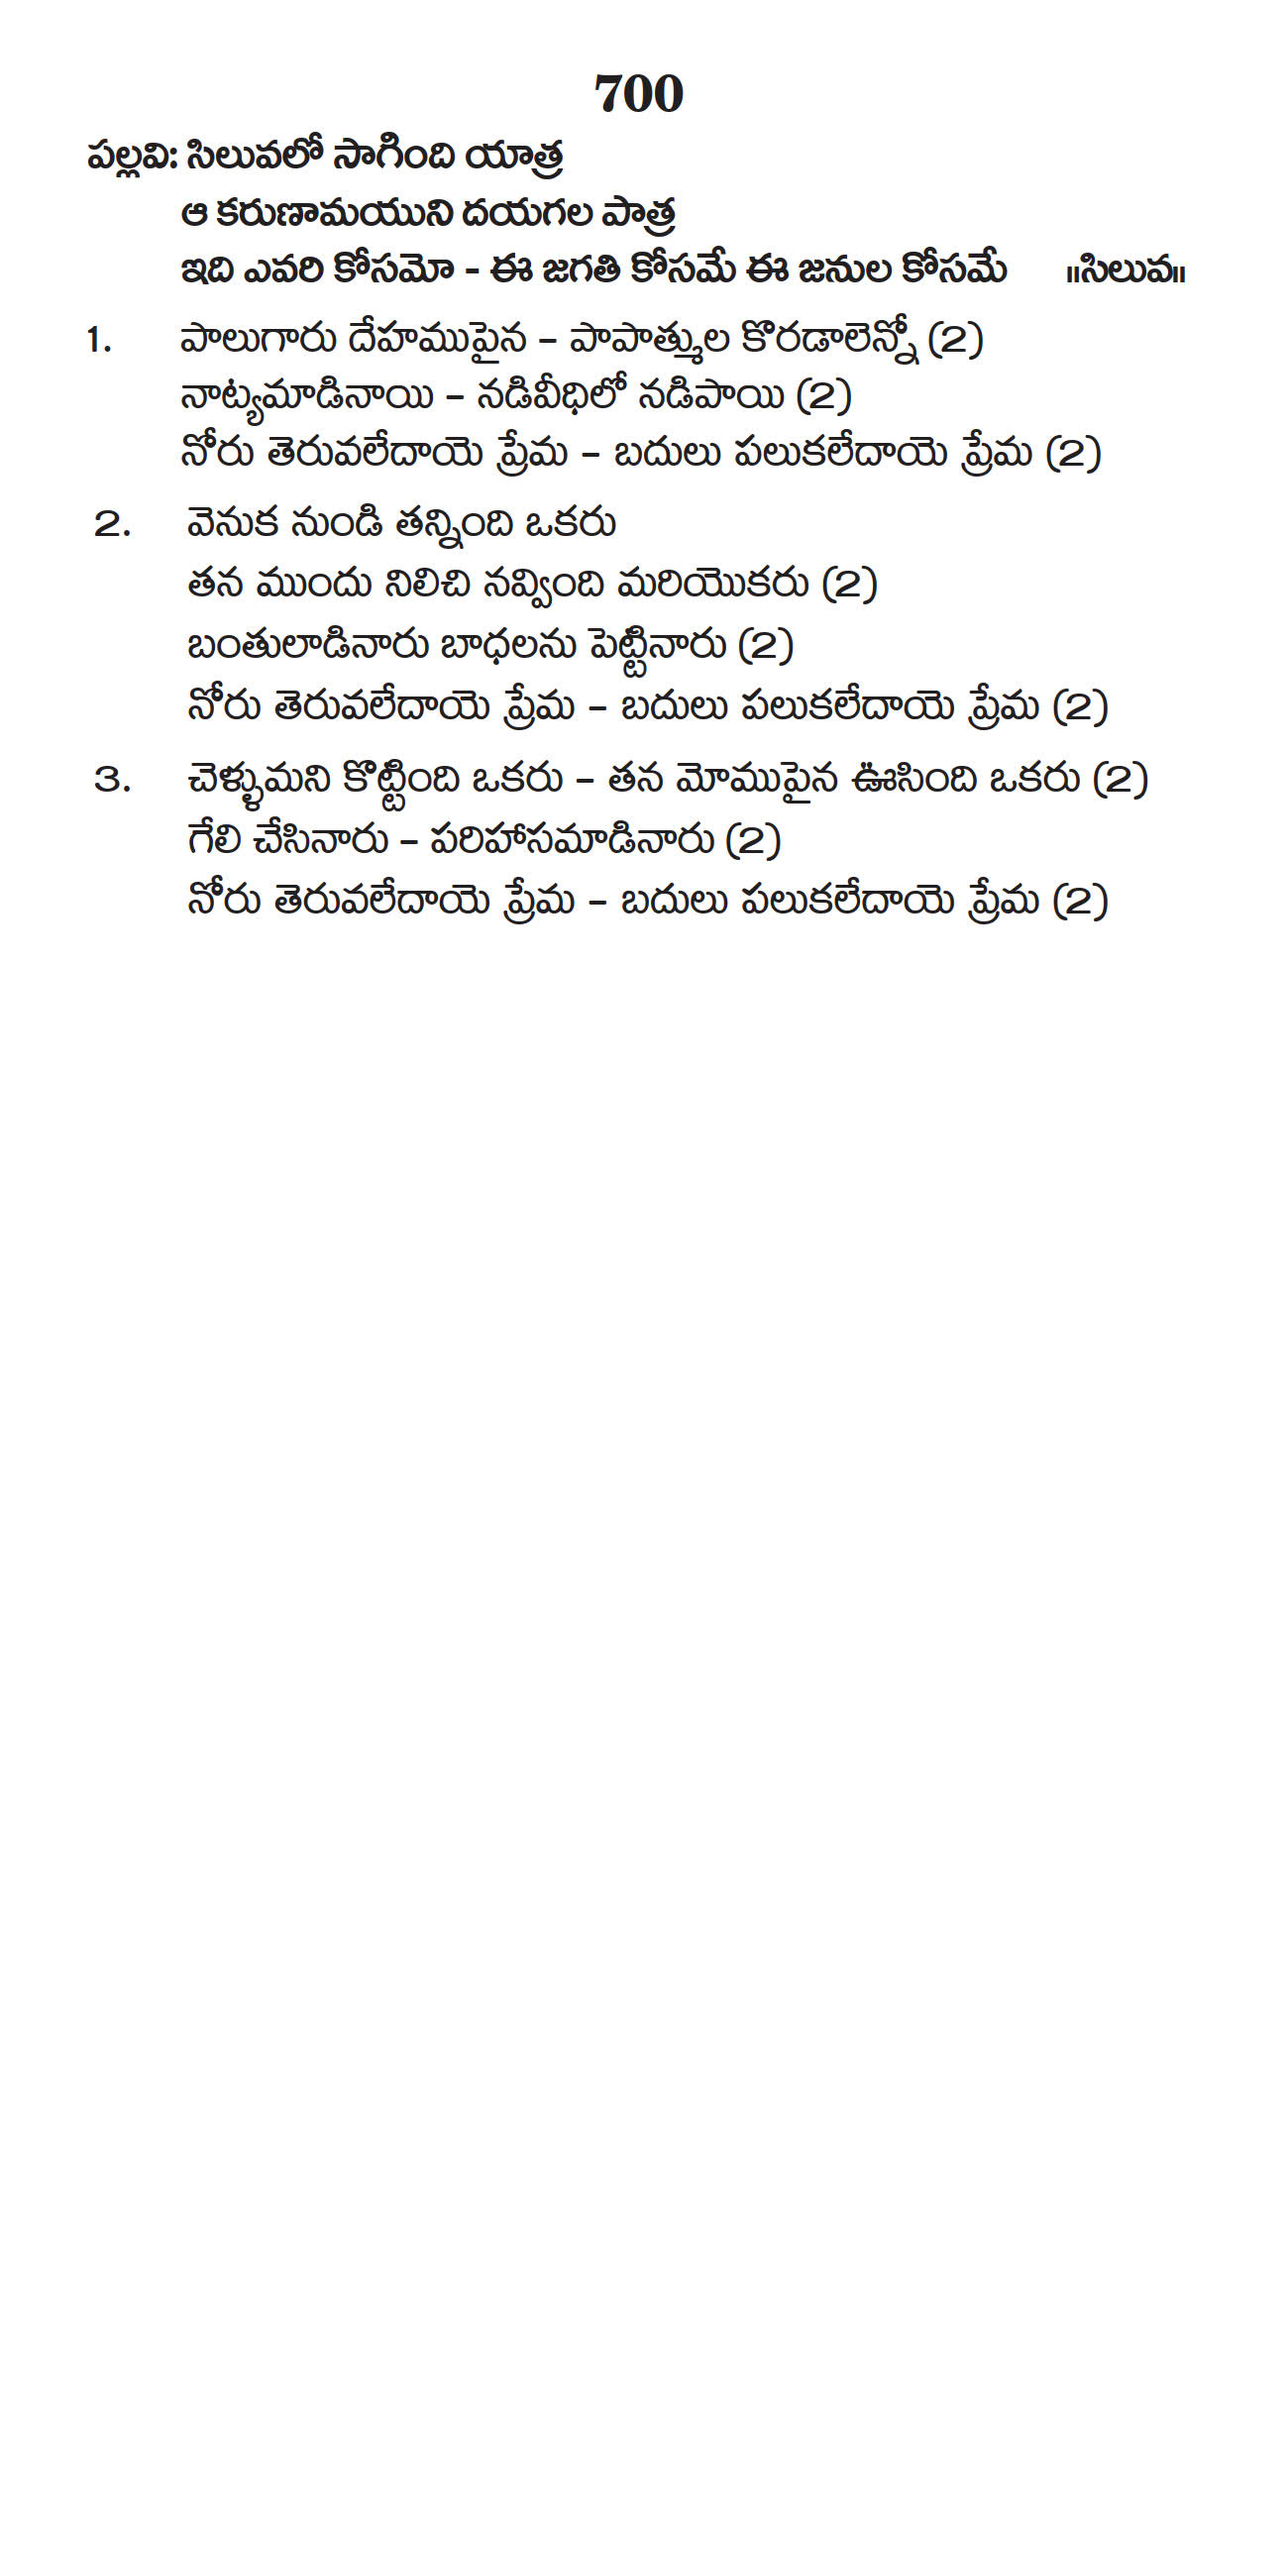 700
పల్లవి: సిలువలో సాగింది యాత్ర
ఆ కరుణామయుని దయగల పాత్ర
ఇది ఎవరి కోసమో - ఈ జగతి కోసమే ఈ జనుల కోసమే ॥సిలువ॥
1. పాలుగారు దేహముపైన – పాపాత్ముల కొరడాలెన్నో (2)
నాట్యమాడినాయి – నడివీధిలో నడిపాయి (2)
నోరు తెరువలేదాయె ప్రేమ – బదులు పలుకలేదాయె ప్రేమ (2)
2. వెనుక నుండి తన్నింది ఒకరు
తన ముందు నిలిచి నవ్వింది మరియొకరు (2)
బంతులాడినారు బాధలను పెట్టినారు (2)
నోరు తెరువలేదాయె ప్రేమ – బదులు పలుకలేదాయె ప్రేమ (2)
3. చెళ్ళుమని కొట్టింది ఒకరు – తన మోముపైన ఊసింది ఒకరు (2)
గేలి చేసినారు – పరిహాసమాడినారు (2)
నోరు తెరువలేదాయె ప్రేమ – బదులు పలుకలేదాయె ప్రేమ (2)